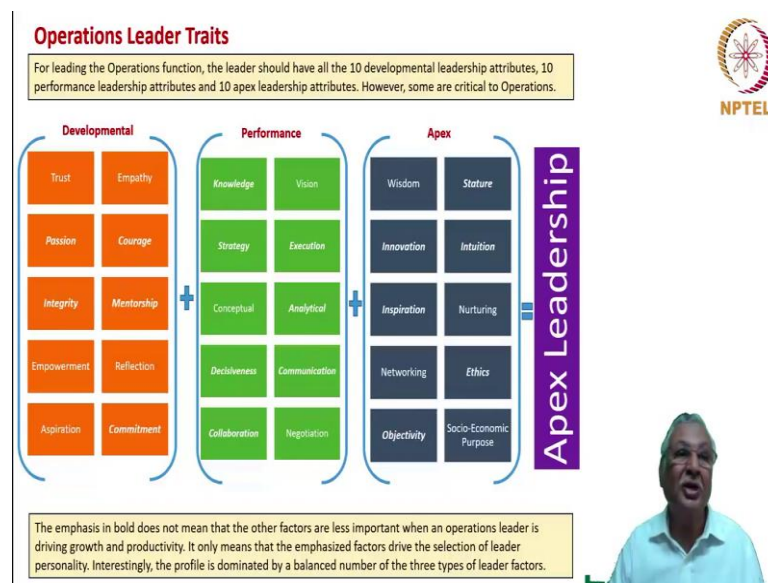 Operations Leader Traits
For leading the Operations function, the leader should have all the 10 developmental leadership attributes, 10
performance leadership attributes and 10 apex leadership attributes. However, some are critical to Operations.
NPTEL
Developmental
Trust
Empathy
Passion
Courage
Integrity
Mentorship
Empowerment
Reflection
Aspiration
Commitment
+
Performance
Knowledge
Vision
Strategy
Execution
Conceptual
Analytical
Decisiveness
Communication
Collaboration
Negotiation
+
Apex
Wisdom
Stature
Innovation
Intuition
Inspiration
Nurturing
Networking
Ethics
Objectivity
Socio-Economic
Purpose
=
Apex Leadership
The emphasis in bold does not mean that the other factors are less important when an operations leader is
driving growth and productivity. It only means that the emphasized factors drive the selection of leader
personality. Interestingly, the profile is dominated by a balanced number of the three types of leader factors.